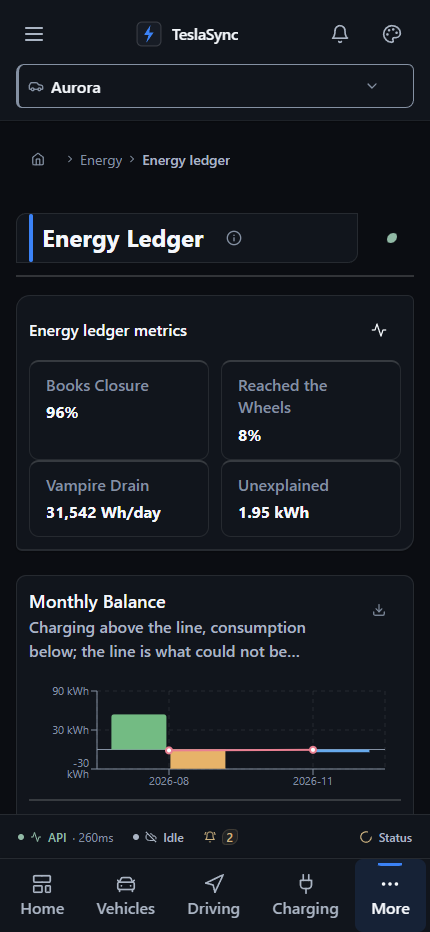 TeslaSync
Aurora
Energy
Energy ledger
Energy Ledger
Energy ledger metrics
Books Closure
96%
Reached the
Wheels
8%
Vampire Drain
31,542 Wh/day
Unexplained
1.95 kWh
Monthly Balance
Charging above the line, consumption
below; the line is what could not be...
90 kWh
30 kWh
-30
kWh
2026-08
2026-11
API · 260ms
Idle
2
Status
Home
Vehicles
Driving
Charging
More